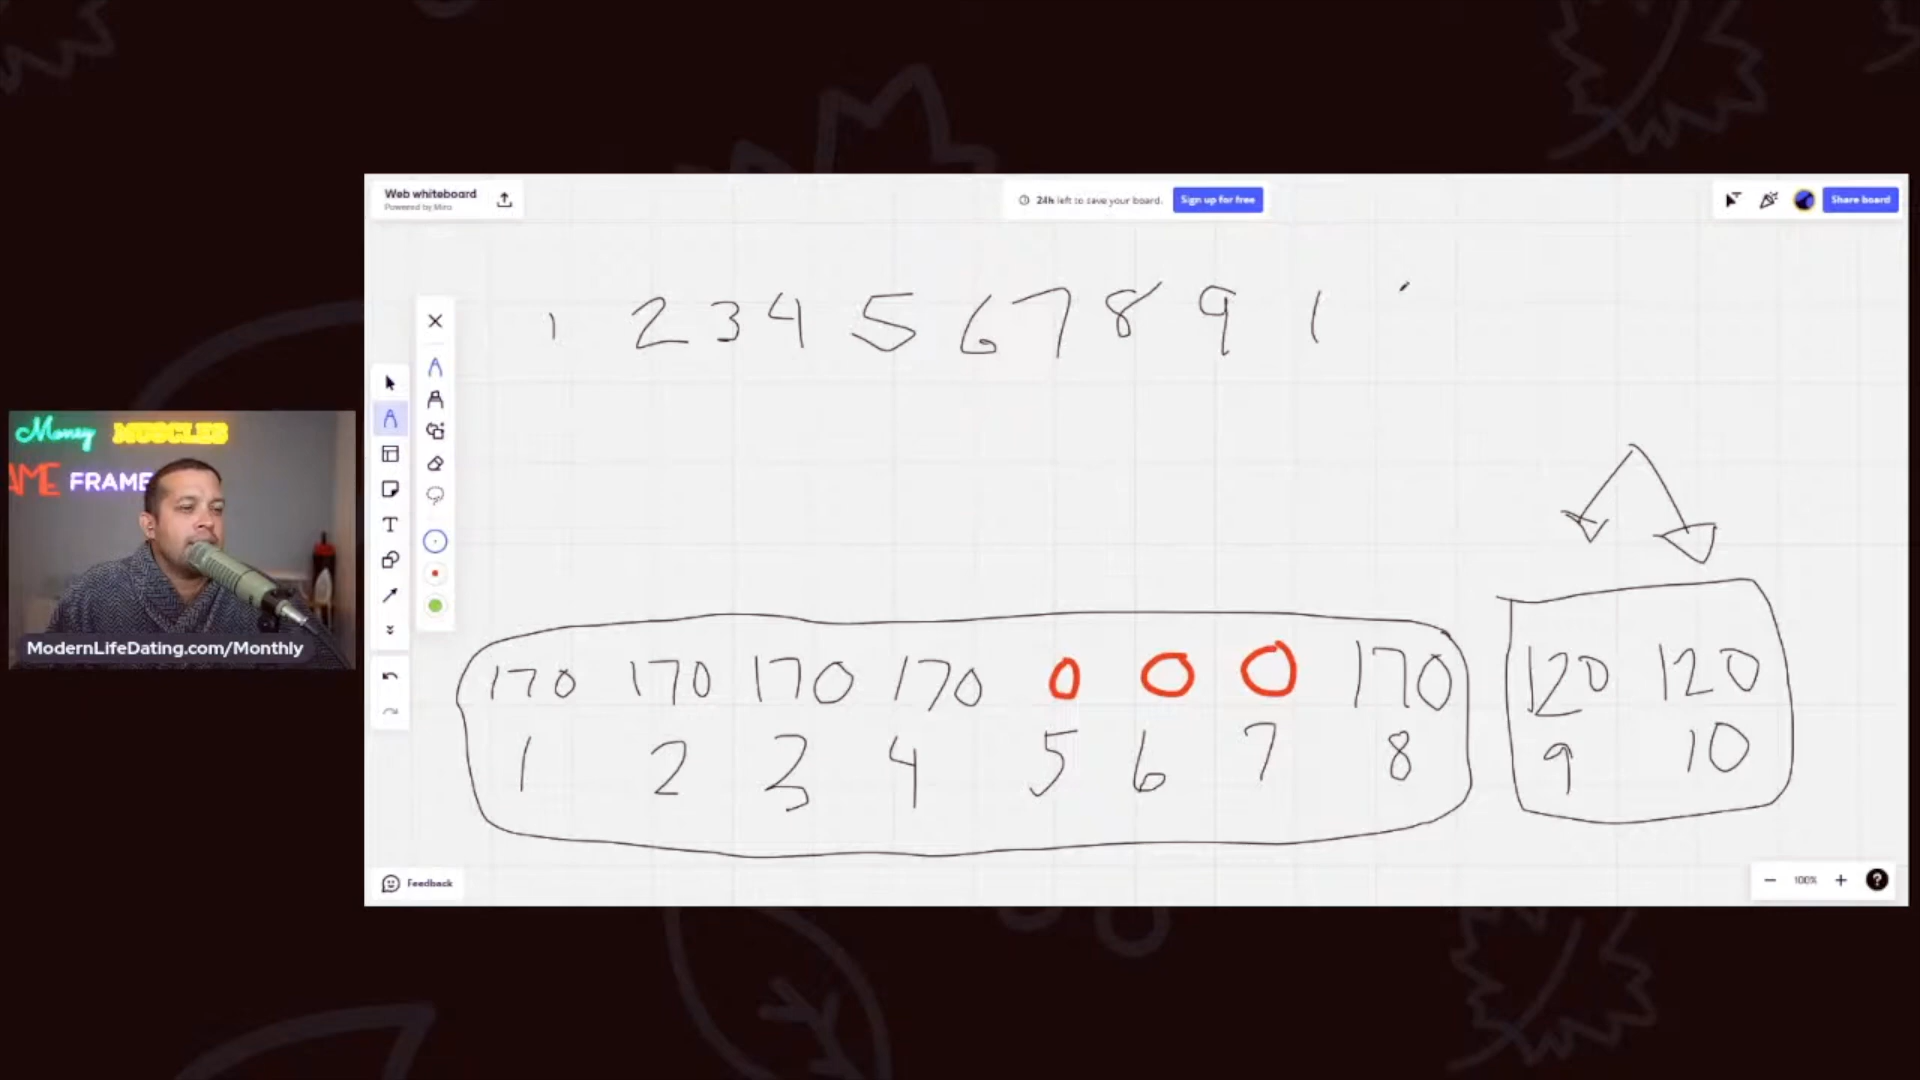 Web whiteboard
Powered by Miro
24h left to save your board.
Sign up for free
Share board
1 2 3 4 5 6 7 8 9 1
Money MUSCLES
AME FRAME
ModernLifeDating.com/Monthly
T
170 170 170 170 0 0 0 170 120 120
1 2 3 4 5 6 7 8 9 10
Feedback
100%
?